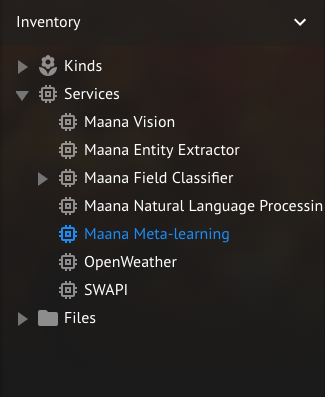 Inventory
Kinds
Services
Maana Vision
Maana Entity Extractor
Maana Field Classifier
Maana Natural Language Processin
Maana Meta-learning
OpenWeather
SWAPI
Files